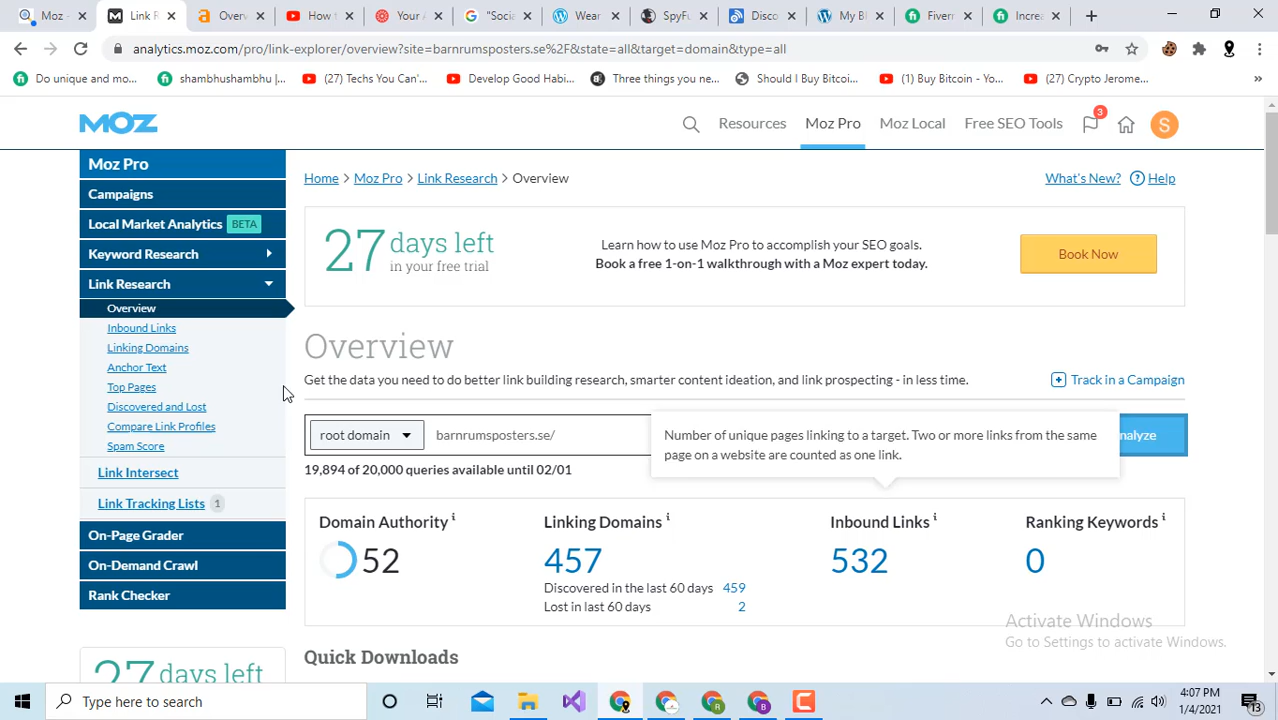 Moz P
Moz R
Overv
How t
Your
Link R
"Socia
Wear
SpyFu
Disco
My Bl
Fiverr
Increa
analytics.moz.com/pro/link-explorer/overview?site=barnrumsposters.se%2F&state=all&target=domain&type=all
Do unique and mo...
shambhushambhu |...
(27) Techs You Can'...
Develop Good Habi...
Three things you ne...
Should I Buy Bitcoin...
(1) Buy Bitcoin - Yo...
(27) Crypto Jerome...
»
MOZ
Resources
Moz Pro
Moz Local
Free SEO Tools
3
S
Moz Pro
Campaigns
Local Market Analytics BETA
Keyword Research
Link Research
Overview
Inbound Links
Linking Domains
Anchor Text
Top Pages
Discovered and Lost
Compare Link Profiles
Spam Score
Link Intersect
Link Tracking Lists 1
On-Page Grader
On-Demand Crawl
Rank Checker
27 days left
Home > Moz Pro > Link Research > Overview
What's New? ? Help
27 days left
in your free trial
Learn how to use Moz Pro to accomplish your SEO goals.
Book a free 1-on-1 walkthrough with a Moz expert today.
Book Now
Overview
Get the data you need to do better link building research, smarter content ideation, and link prospecting - in less time.
Track in a Campaign
root domain
barnrumsposters.se/
Number of unique pages linking to a target. Two or more links from the same
page on a website are counted as one link.
nalyze
19,894 of 20,000 queries available until 02/01
Domain Authority i
52
Linking Domains i
457
Discovered in the last 60 days 459
Lost in last 60 days 2
Inbound Links i
532
Ranking Keywords i
0
Activate Windows
Go to Settings to activate Windows.
Quick Downloads
Type here to search
4:07 PM
1/4/2021
13